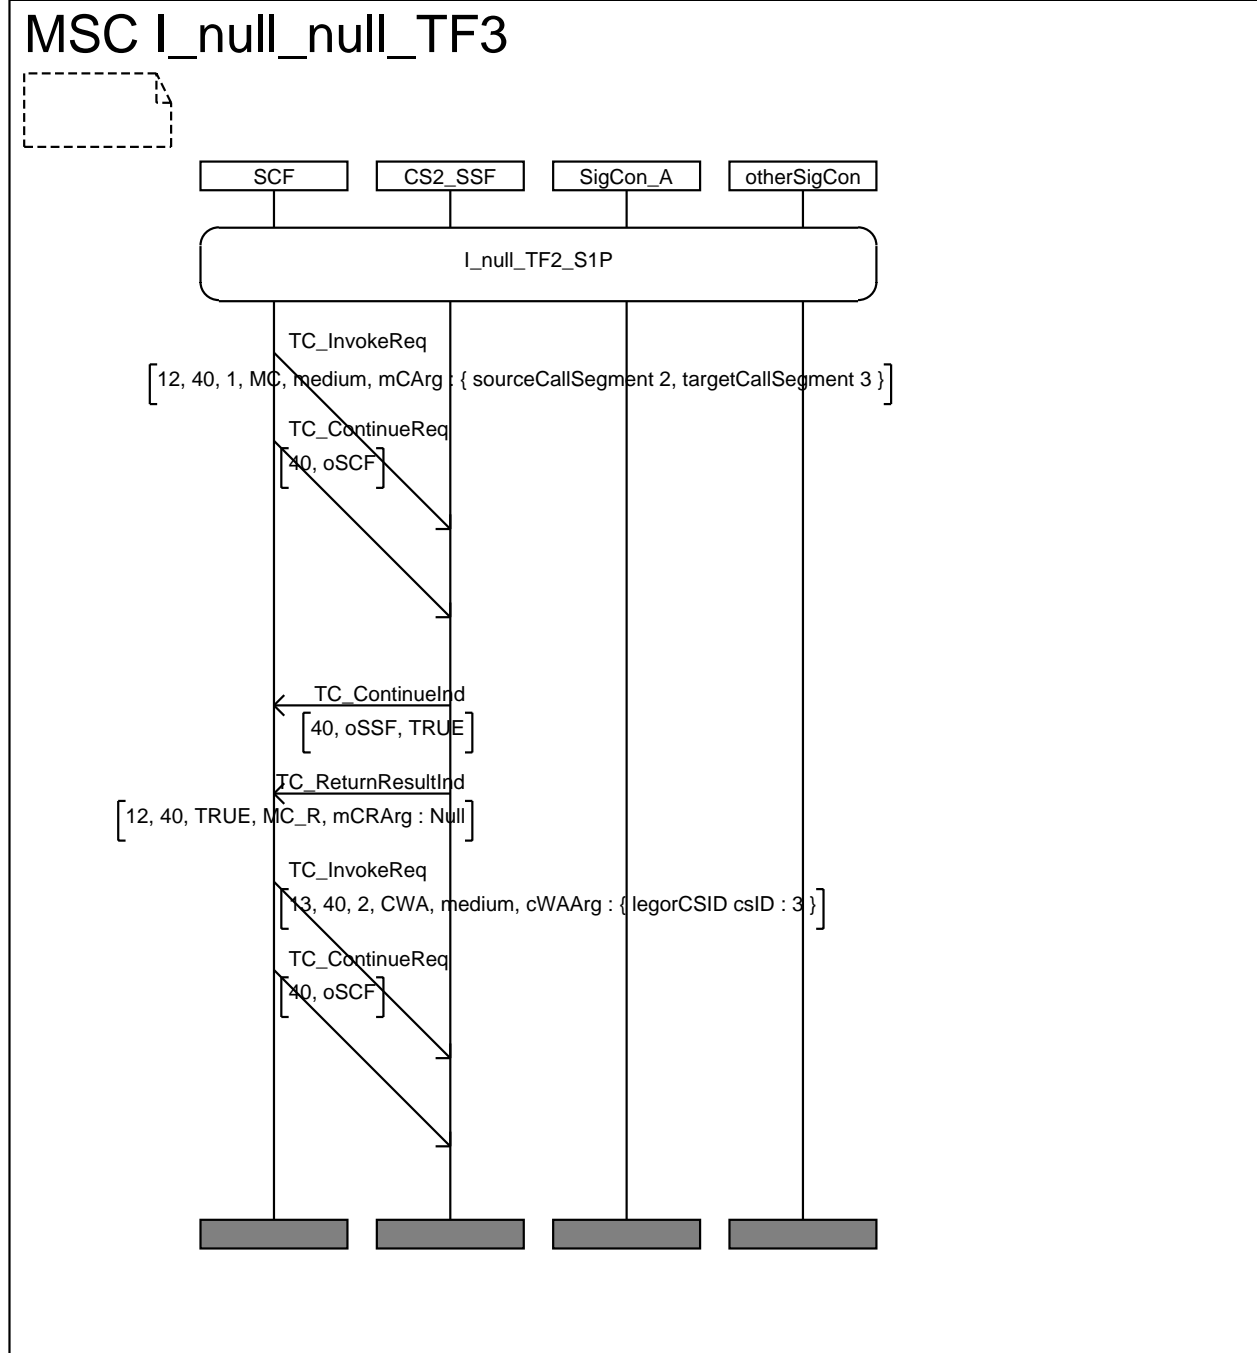 MSC I_null_null_TF3
SCF CS2_SSF SigCon_A otherSigCon
I_null_TF2_S1P
TC_InvokeReq
12, 40, 1, MC, medium, mCArg : { sourceCallSegment 2, targetCallSegment 3 }
TC_ContinueReq
40, oSCF
TC_ContinueInd
40, oSSF, TRUE
TC_ReturnResultInd
12, 40, TRUE, MC_R, mCRArg : Null
TC_InvokeReq
13, 40, 2, CWA, medium, cWAArg : { legorCSID csID : 3 }
TC_ContinueReq
40, oSCF